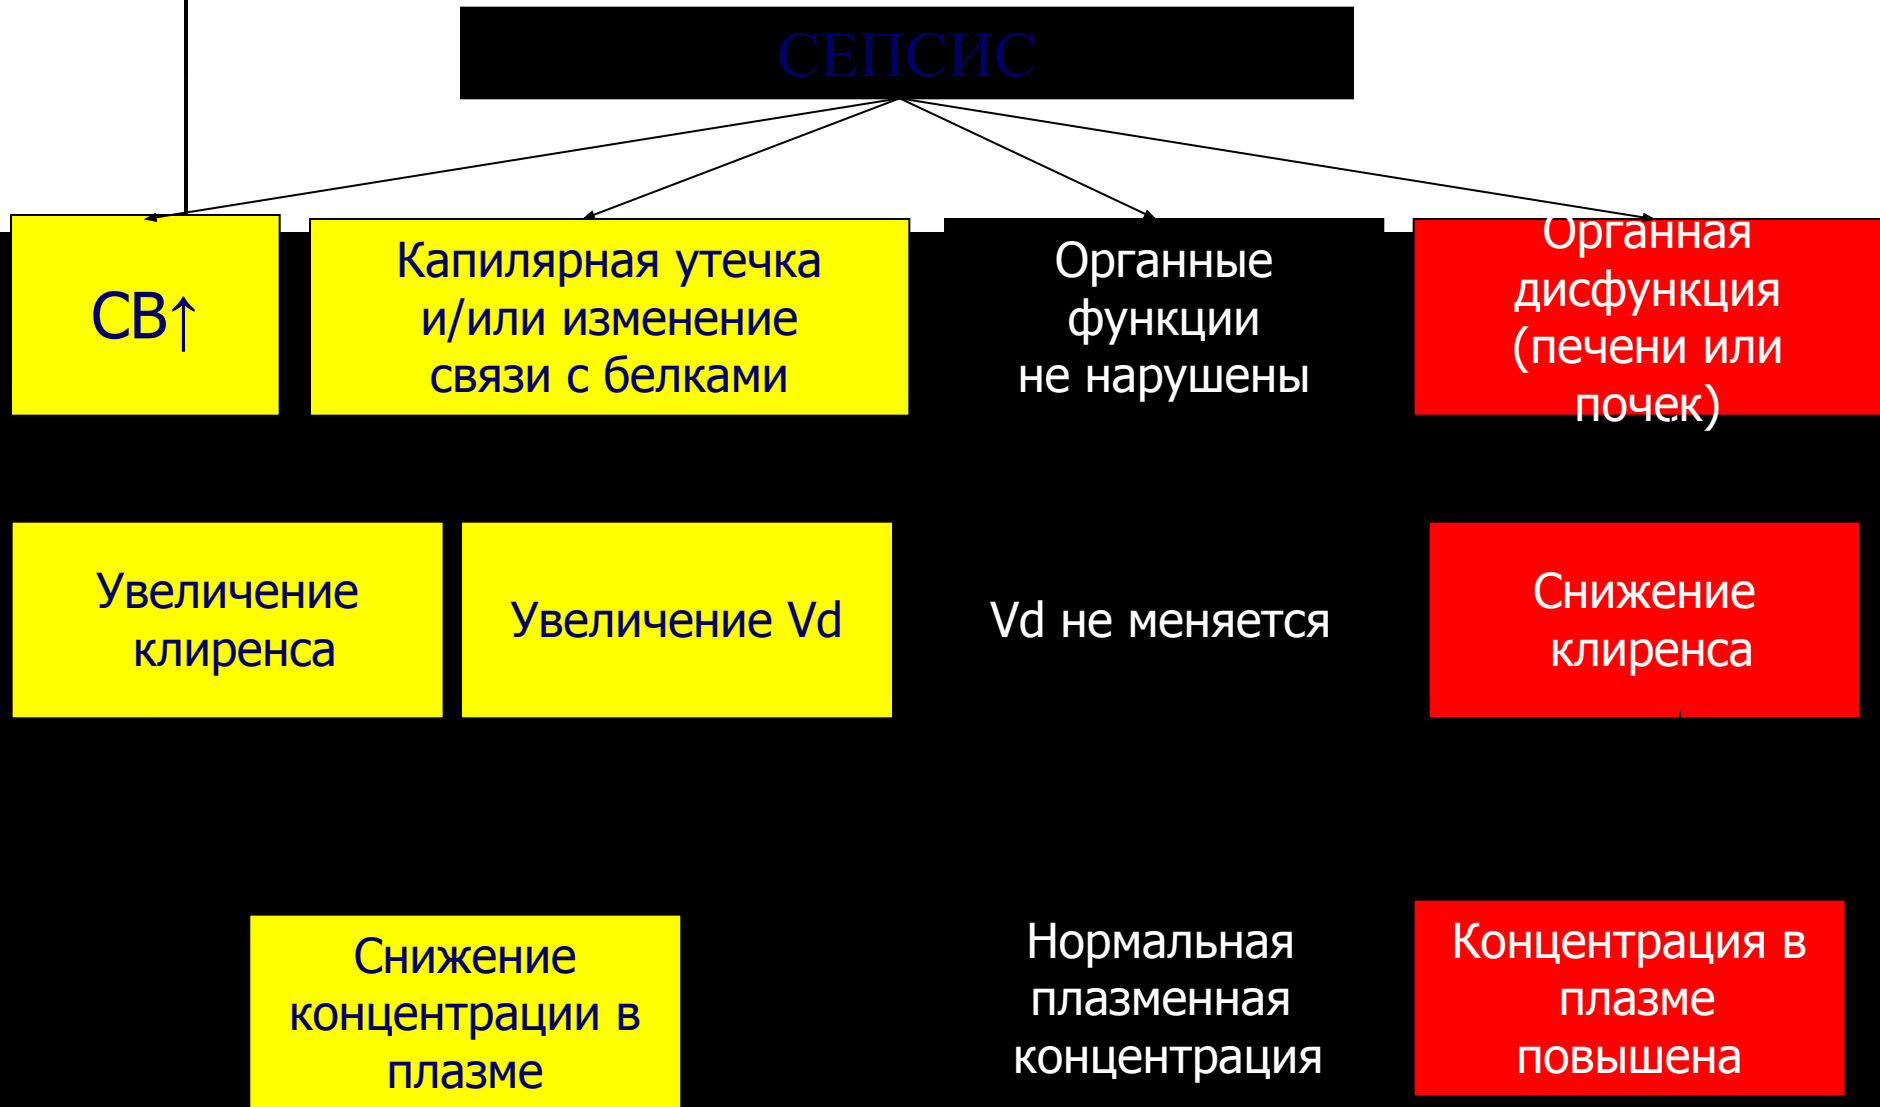 СЕПСИС
СВ↑
Капилярная утечка
и/или изменение
связи с белками
Органные
функции
не нарушены
Органная
дисфункция
(печени или
почек)
Увеличение
клиренса
Увеличение Vd
Vd не меняется
Снижение
клиренса
Снижение
концентрации в
плазме
Нормальная
плазменная
концентрация
Концентрация в
плазме
повышена